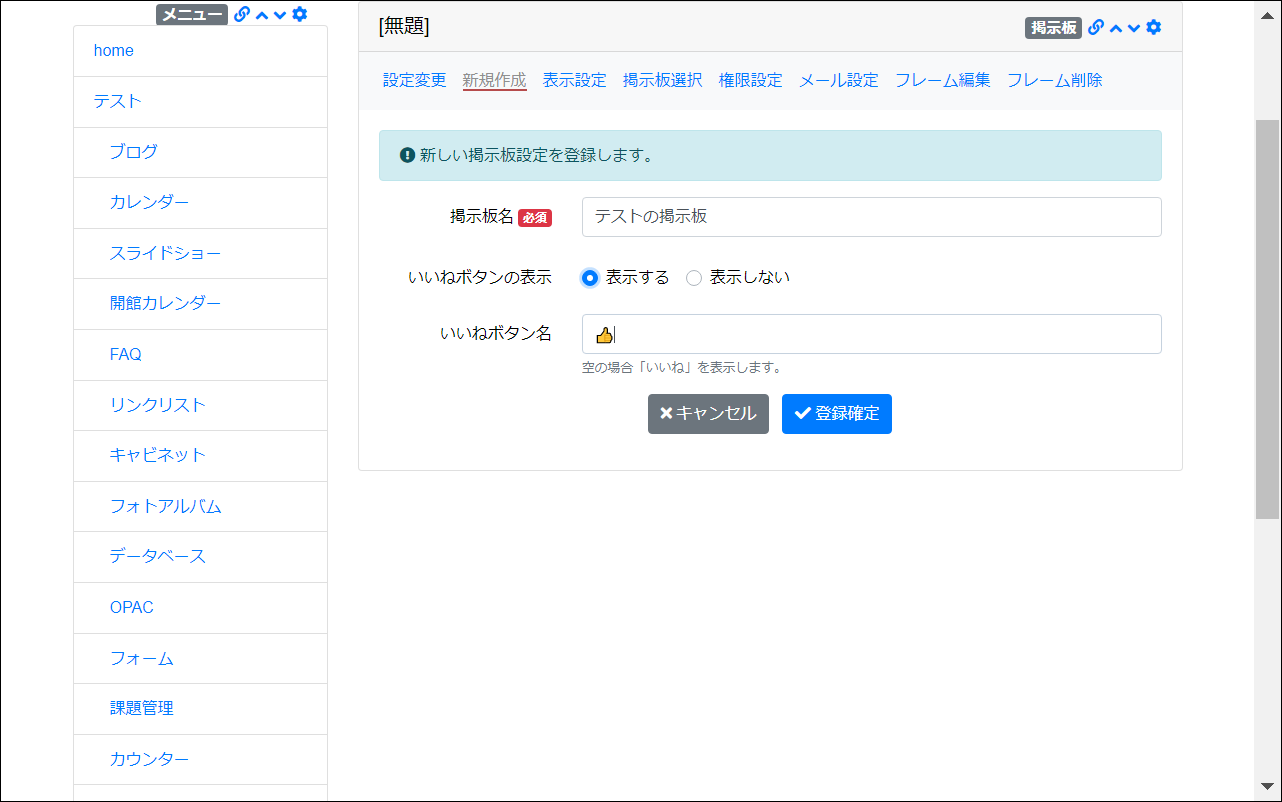 メニュー
home
テスト
ブログ
カレンダー
スライドショー
開館カレンダー
FAQ
リンクリスト
キャビネット
フォトアルバム
データベース
OPAC
フォーム
課題管理
カウンター
[無題]
掲示板
設定変更 新規作成 表示設定 掲示板選択 権限設定 メール設定 フレーム編集 フレーム削除
新しい掲示板設定を登録します。
掲示板名 必須 テストの掲示板
いいねボタンの表示 表示する 表示しない
いいねボタン名 👍
空の場合「いいね」を表示します。
キャンセル 登録確定